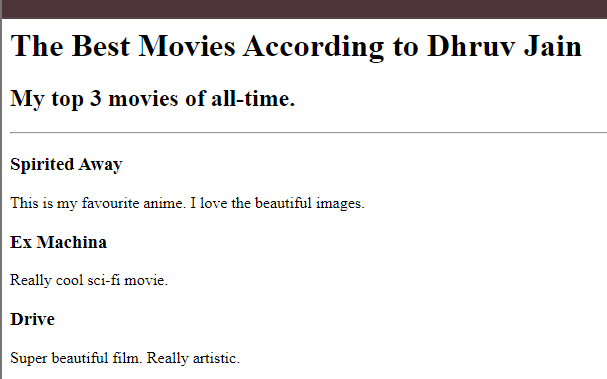 The Best Movies According to Dhruv Jain
My top 3 movies of all-time.
Spirited Away
This is my favourite anime. I love the beautiful images.
Ex Machina
Really cool sci-fi movie.
Drive
Super beautiful film. Really artistic.